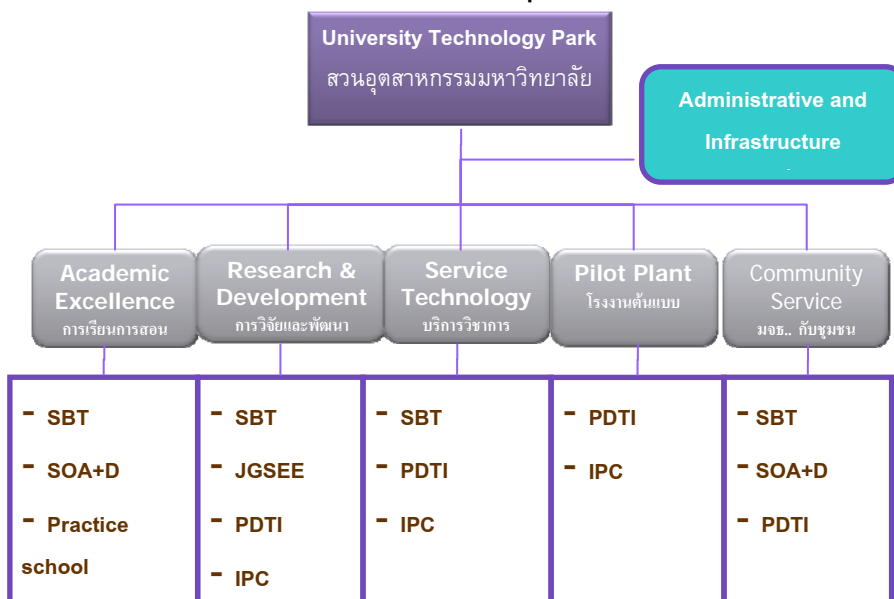 University Technology Park
สวนอุตสาหกรรมมหาวิทยาลัย
Administrative and
Infrastructure
Academic
Excellence
การเรียนการสอน
Research &
Development
การวิจัยและพัฒนา
Service
Technology
บริการวิชาการ
Pilot Plant
โรงงานต้นแบบ
Community
Service
มจธ.. กับชุมชน
- SBT
- SOA+D
- Practice
school
- SBT
- JGSEE
- PDTI
- IPC
- SBT
- PDTI
- IPC
- PDTI
- IPC
- SBT
- SOA+D
- PDTI